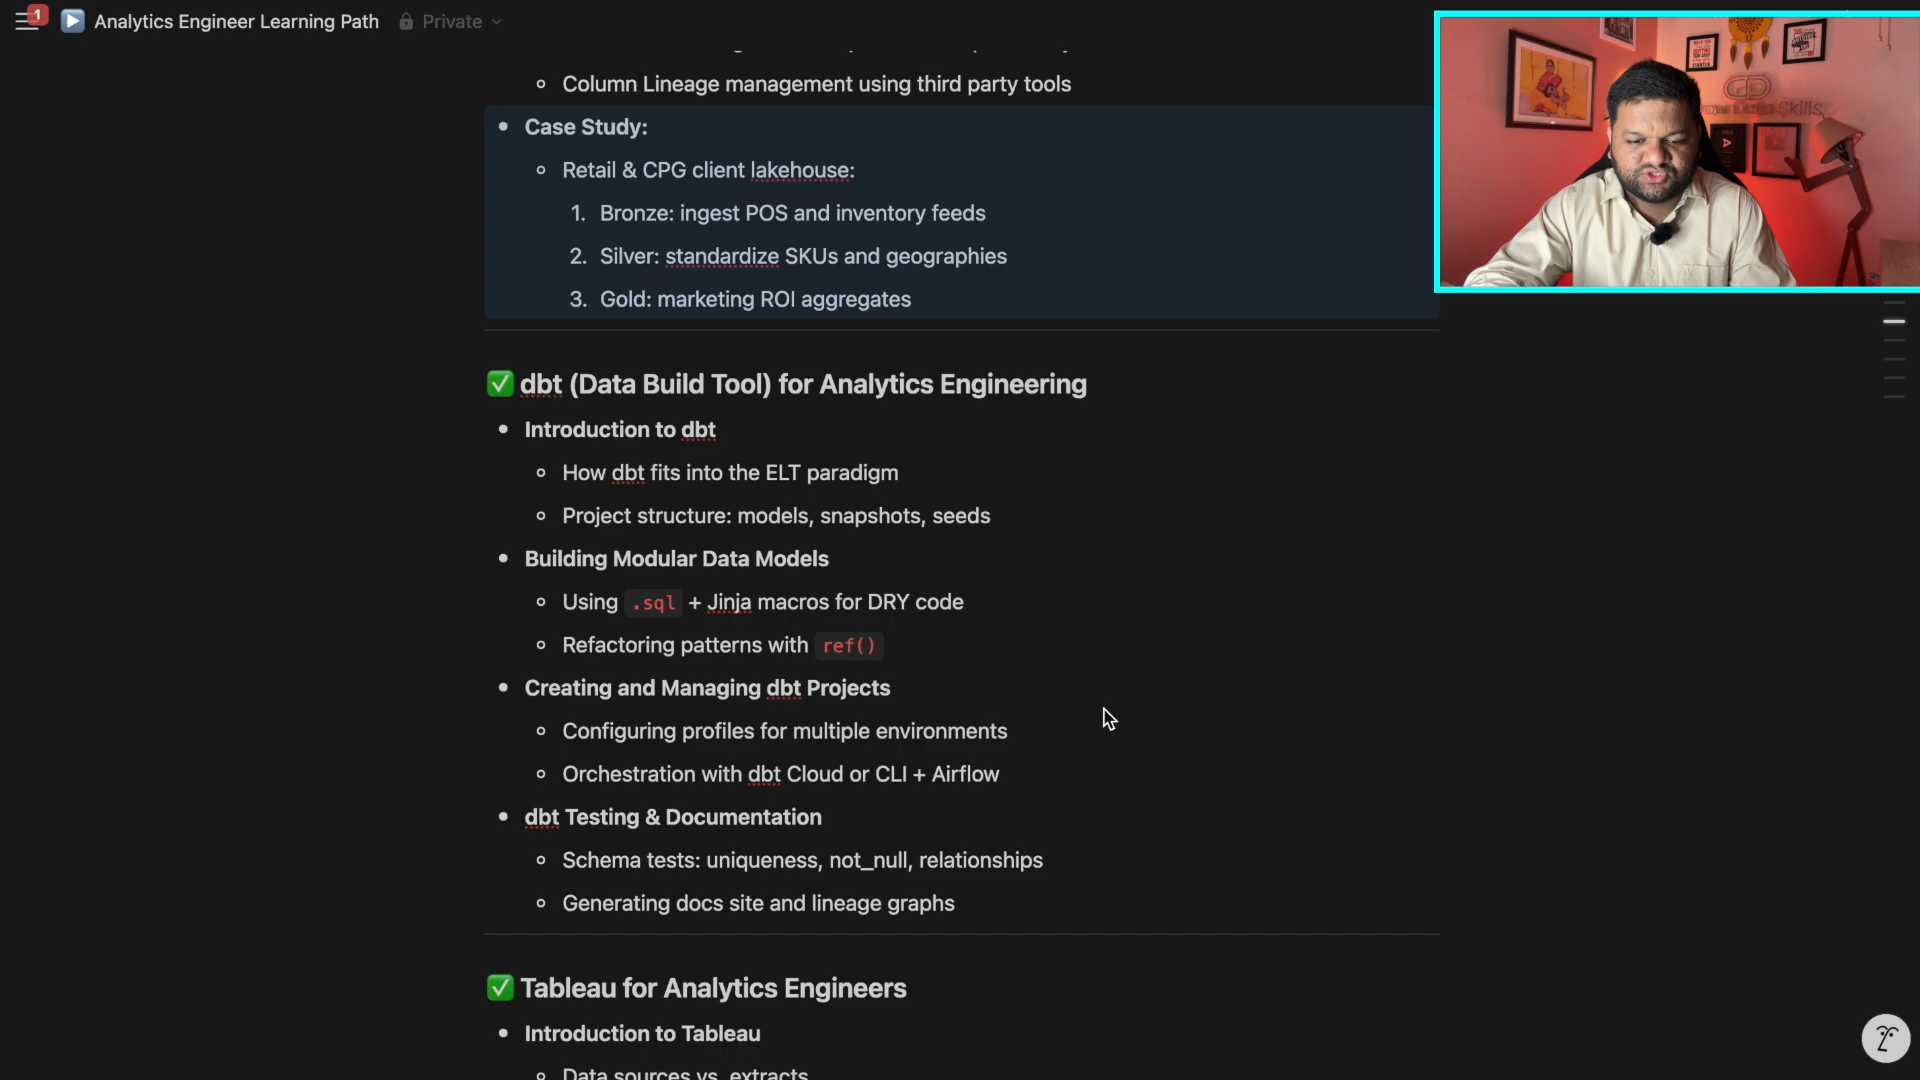 1
Analytics Engineer Learning Path
Private
Column Lineage management using third party tools
Case Study:
Retail & CPG client lakehouse:
1. Bronze: ingest POS and inventory feeds
2. Silver: standardize SKUs and geographies
3. Gold: marketing ROI aggregates
dbt (Data Build Tool) for Analytics Engineering
Introduction to dbt
How dbt fits into the ELT paradigm
Project structure: models, snapshots, seeds
Building Modular Data Models
Using .sql + Jinja macros for DRY code
Refactoring patterns with ref()
Creating and Managing dbt Projects
Configuring profiles for multiple environments
Orchestration with dbt Cloud or CLI + Airflow
dbt Testing & Documentation
Schema tests: uniqueness, not_null, relationships
Generating docs site and lineage graphs
Tableau for Analytics Engineers
Introduction to Tableau
Data sources vs. extracts
Skills